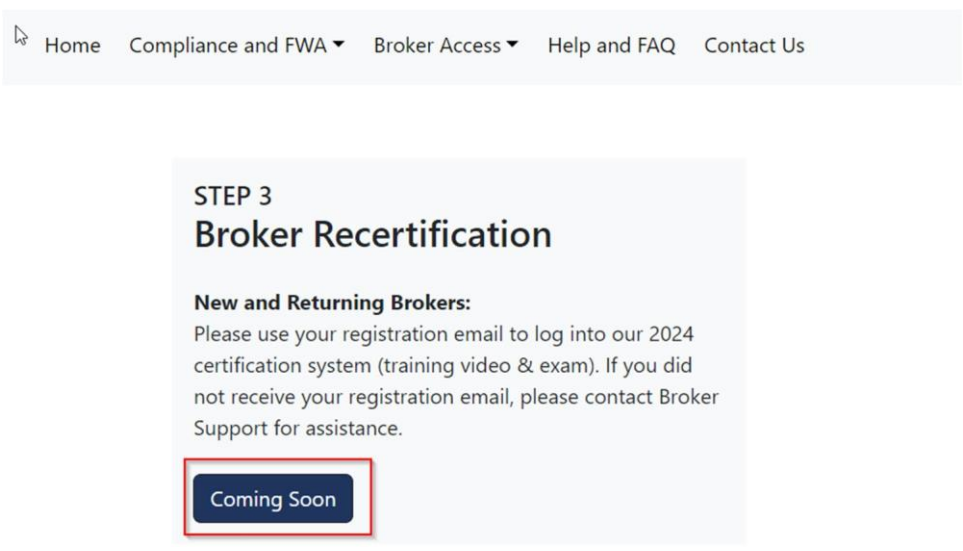 Home Compliance and FWA Broker Access Help and FAQ Contact Us
STEP 3
Broker Recertification
New and Returning Brokers:
Please use your registration email to log into our 2024
certification system (training video & exam). If you did
not receive your registration email, please contact Broker
Support for assistance.
Coming Soon